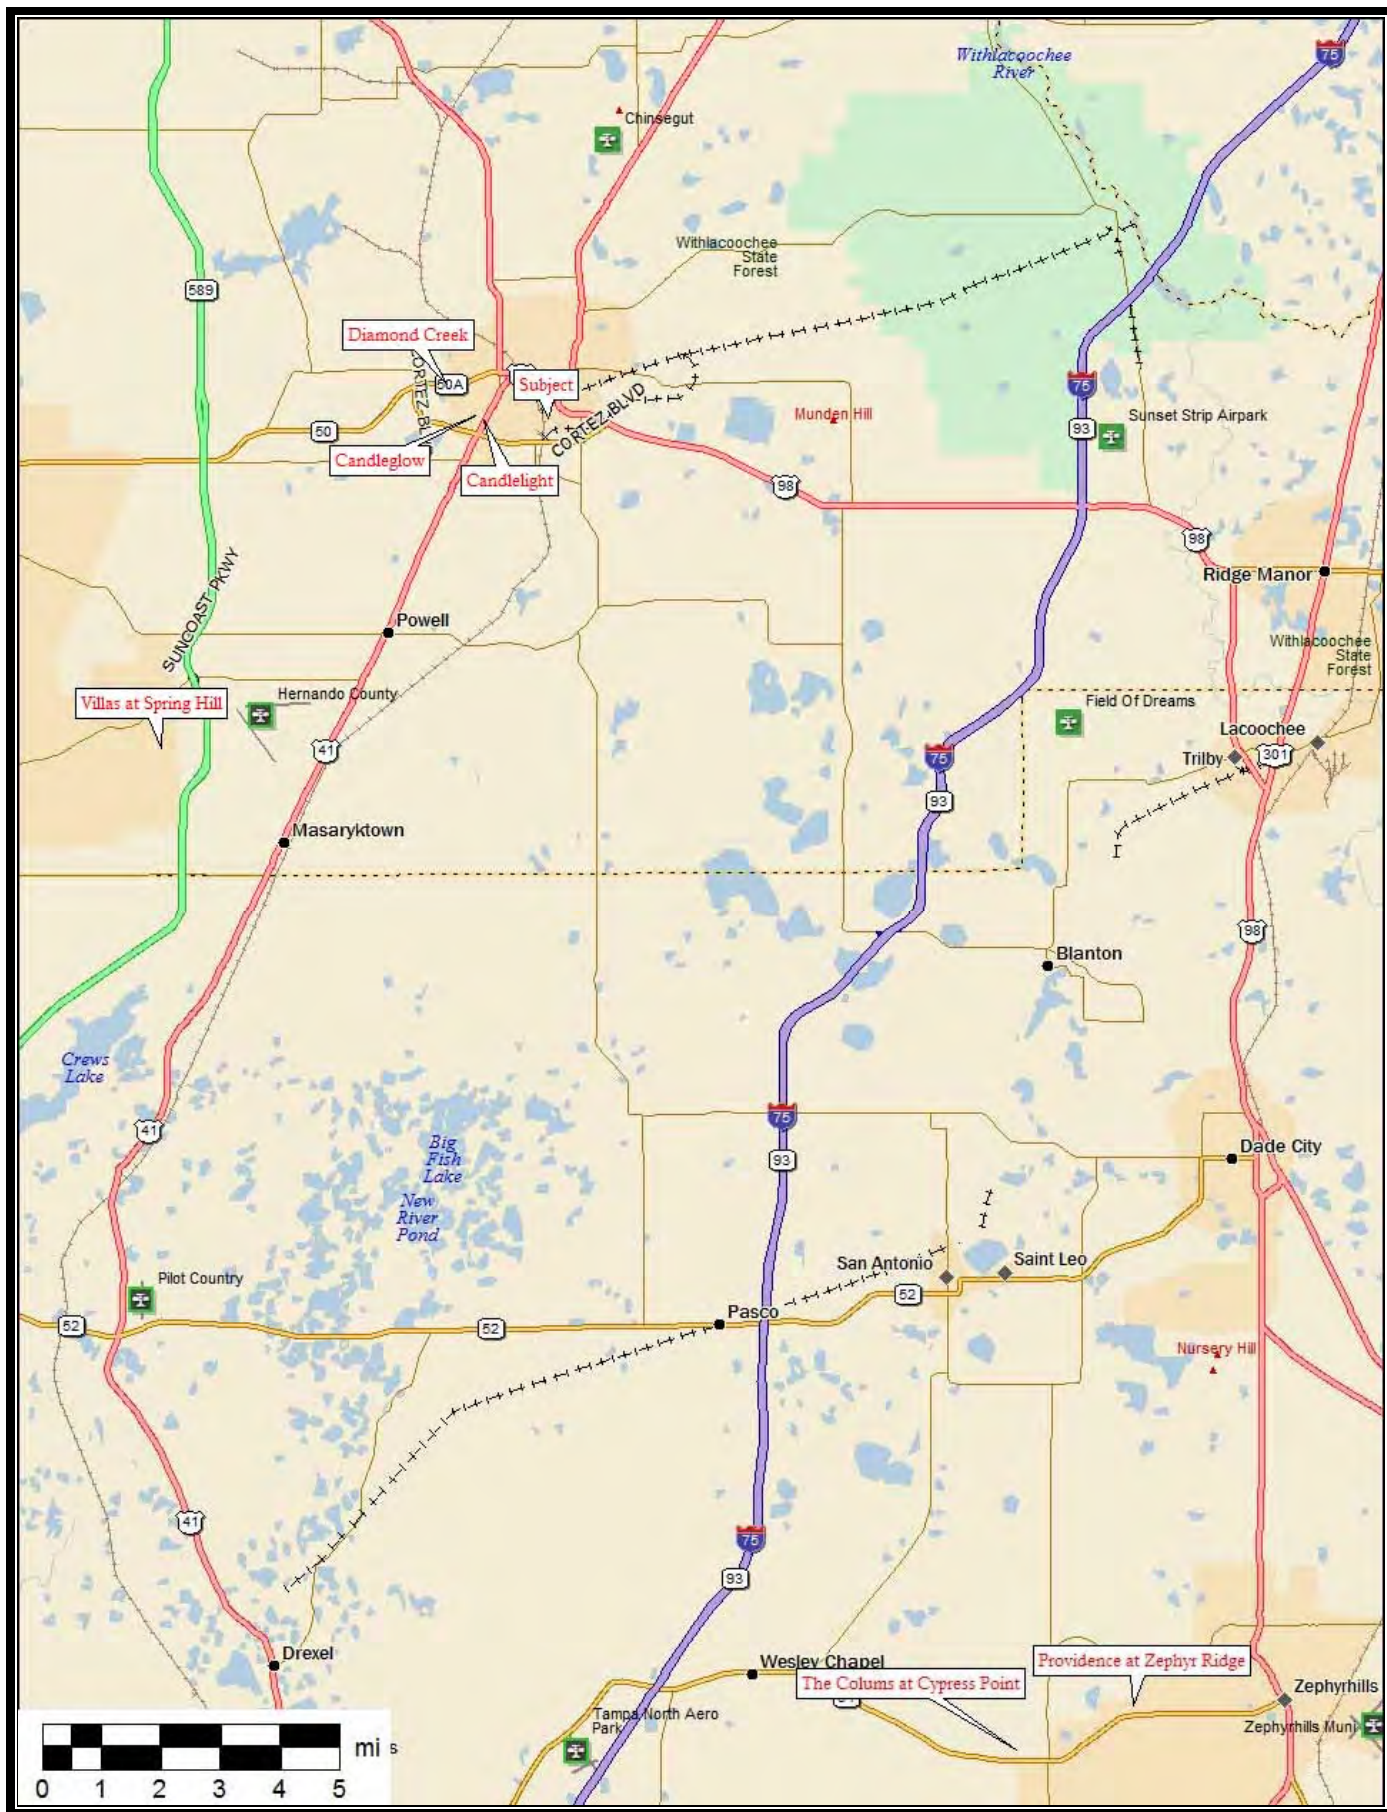 Withlacoochee
River
75
Chinsegut
Withlacoochee
State
Forest
589
Diamond Creek
50A
Subject
CORTEZ BLVD
75
Munden Hill
Sunset Strip Airpark
93
50
Candleglow
Candlelight
98
98
Ridge Manor
SUNCOAST PKWY
Powell
Withlacoochee
State
Forest
Hernando County
Villas at Spring Hill
Field Of Dreams
Lacoochee
41
75
Trilby
301
93
Masaryktown
98
Blanton
Crews
Lake
75
41
Big
Fish
Lake
Dade City
93
New
River
Pond
San Antonio
Saint Leo
Pilot Country
52
Pasco
52
52
Nursery Hill
41
75
93
Drexel
Wesley Chapel
Providence at Zephyr Ridge
The Colums at Cypress Point
Zephyrhills
Tampa North Aero
Park
Zephyrhills Muni
mi s
0 1 2 3 4 5